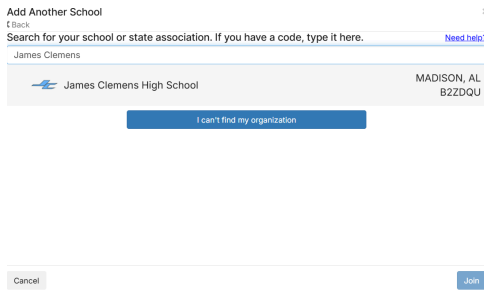 Add Another School
Back
Search for your school or state association. If you have a code, type it here.
Need help?
James Clemens
James Clemens High School
MADISON, AL
B2ZDQU
I can't find my organization
Cancel
Join